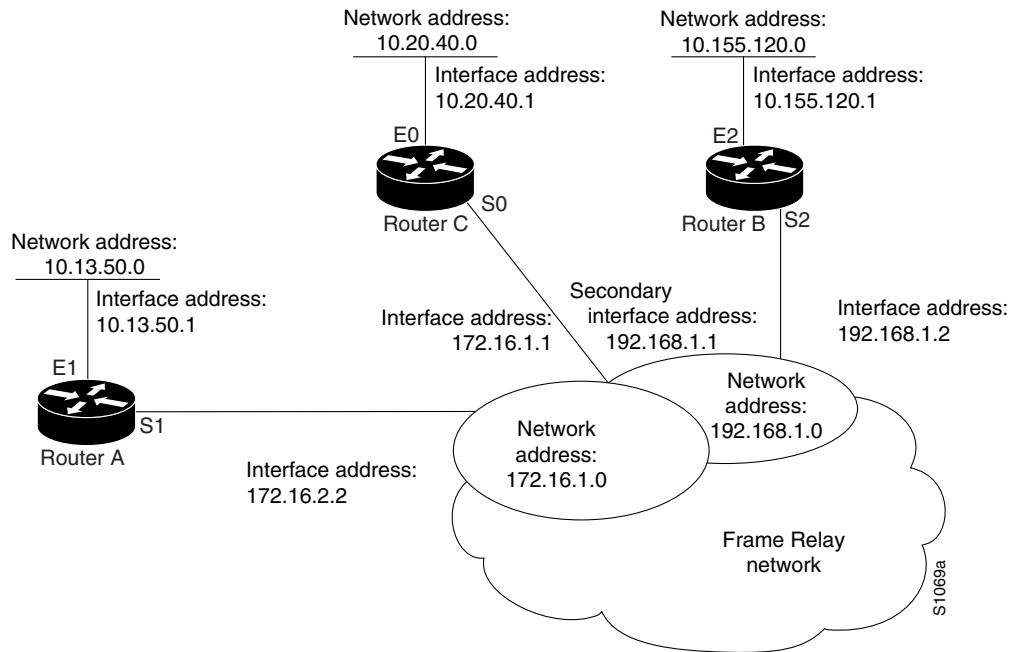 Network address:
10.20.40.0
Interface address:
10.20.40.1
E0
Router C
S0
Network address:
10.155.120.0
Interface address:
10.155.120.1
E2
Router B
S2
Network address:
10.13.50.0
Interface address:
10.13.50.1
E1
Router A
S1
Interface address:
172.16.1.1
Secondary
interface address:
192.168.1.1
Interface address:
192.168.1.2
Interface address:
172.16.2.2
Network
address:
172.16.1.0
Network
address:
192.168.1.0
Frame Relay
network
S1069a